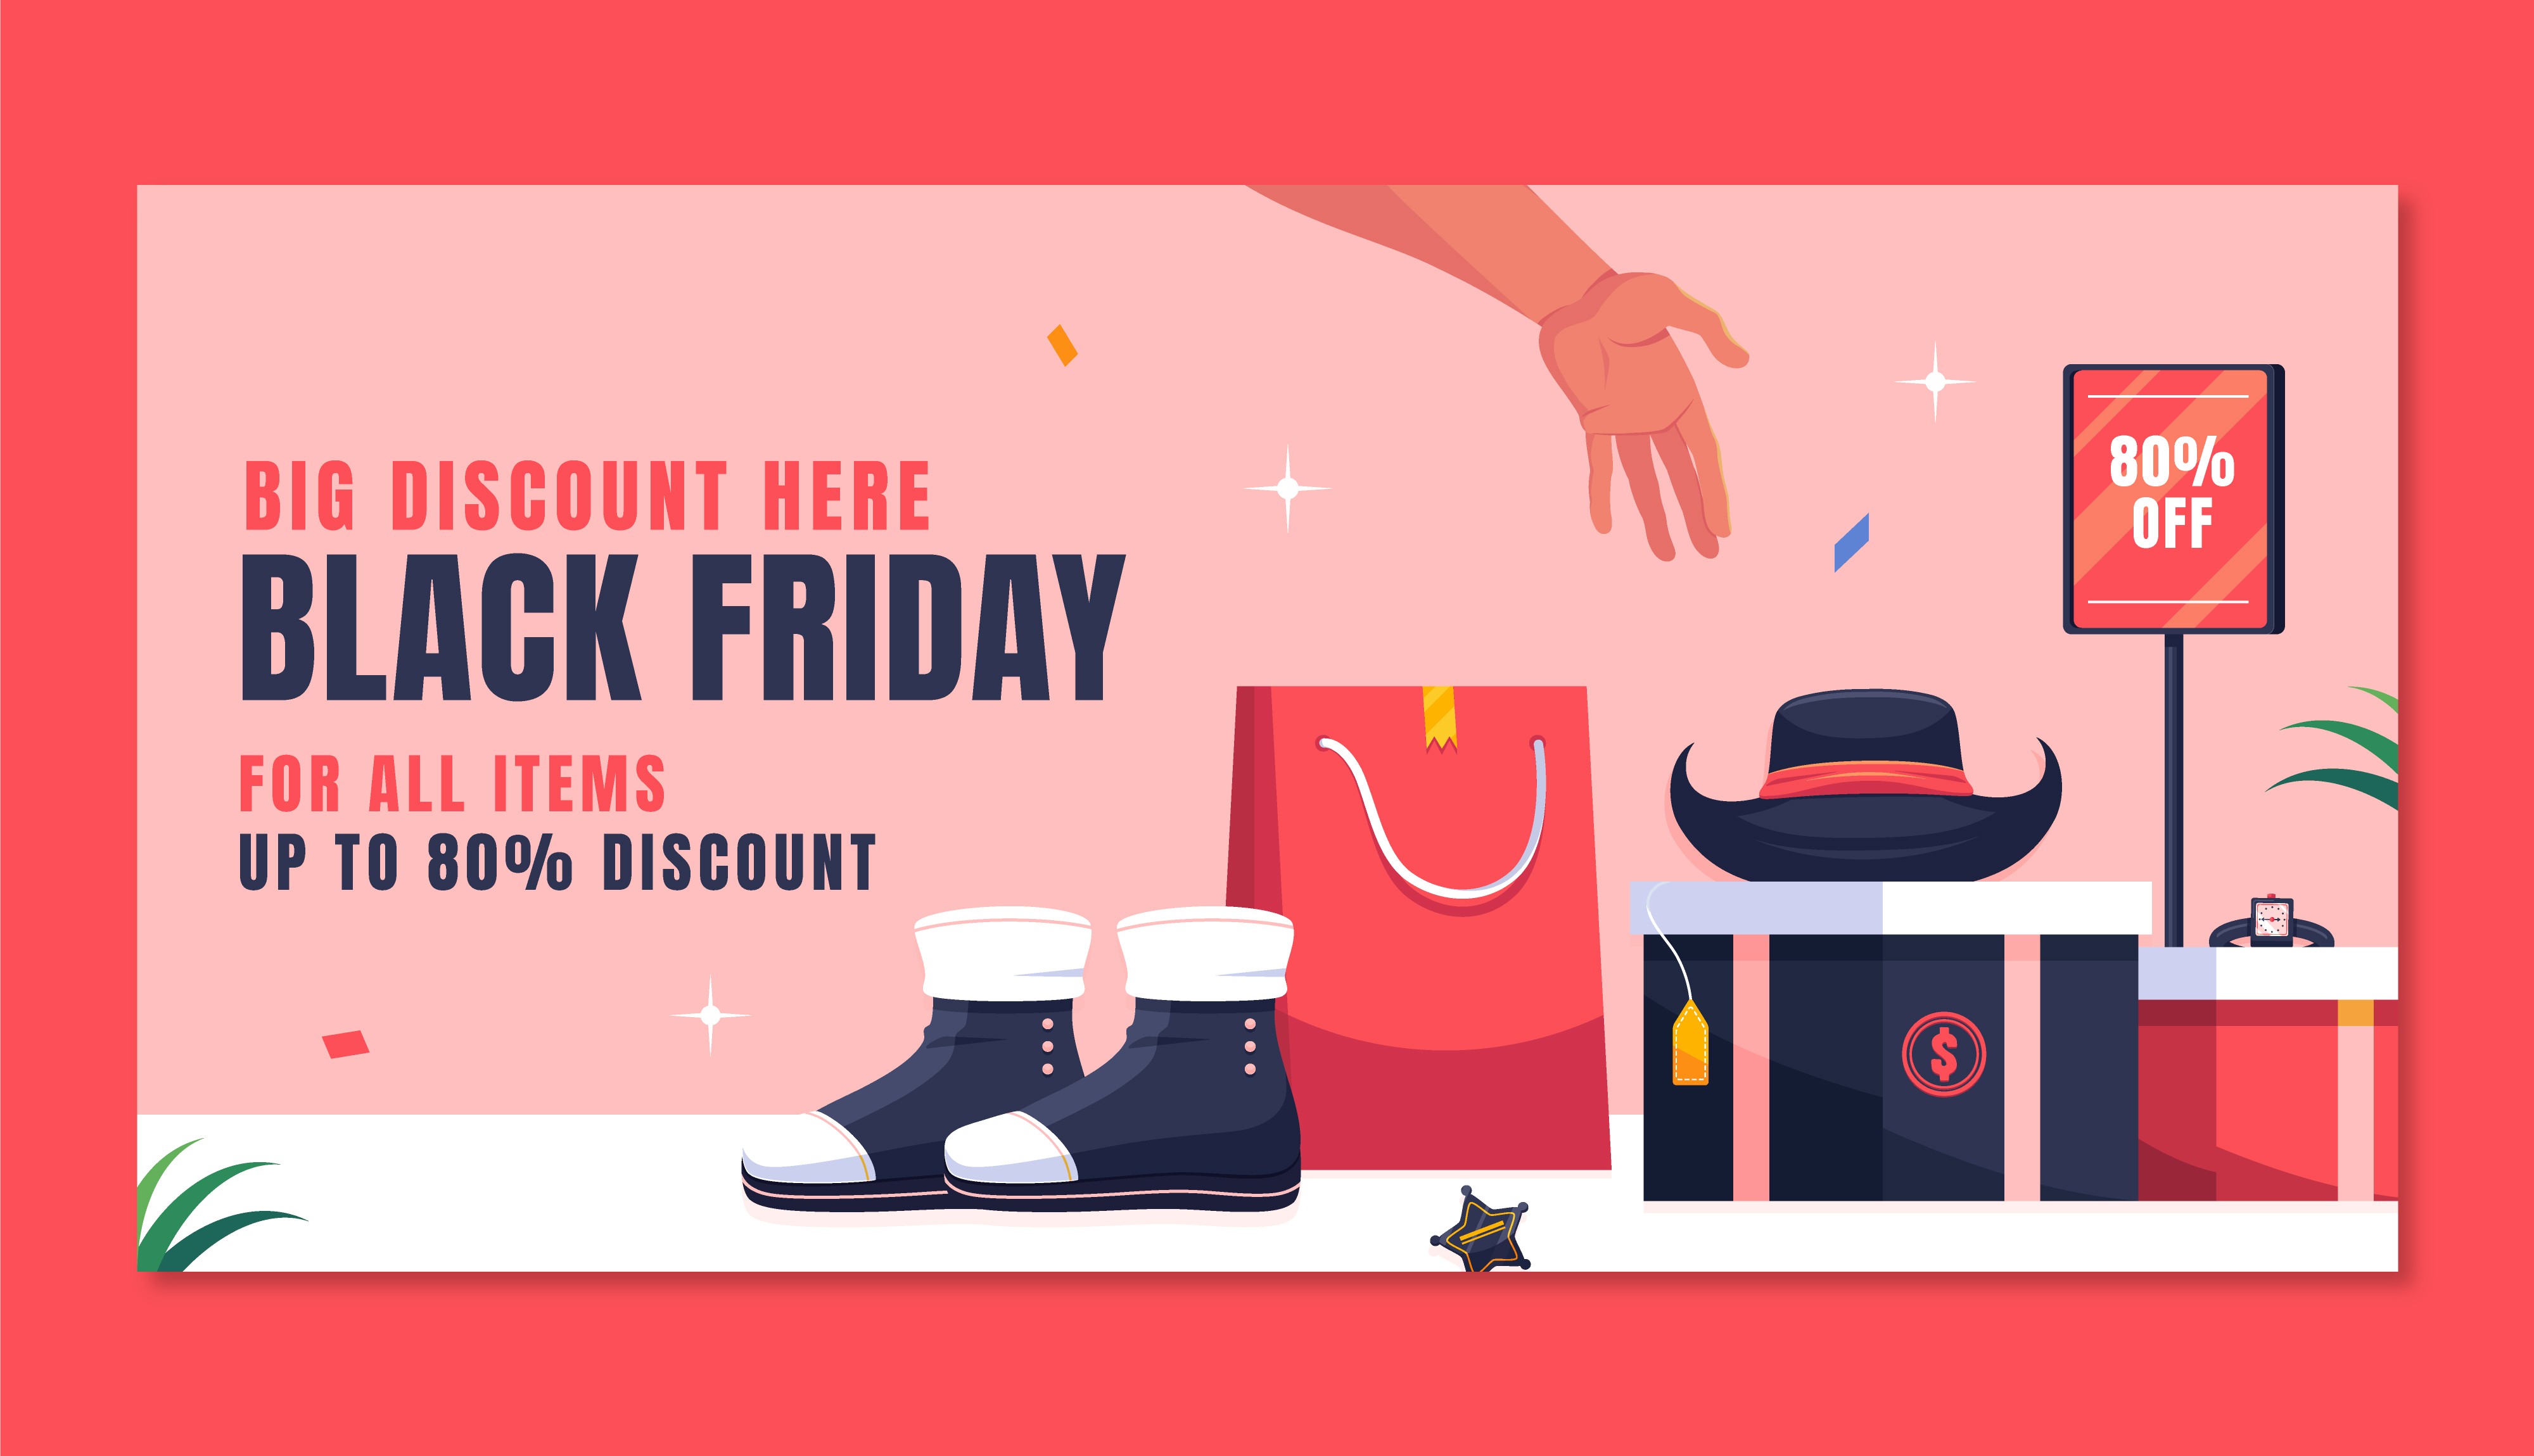 BIG DISCOUNT HERE
BLACK FRIDAY
FOR ALL ITEMS
UP TO 80% DISCOUNT
80%
OFF
$